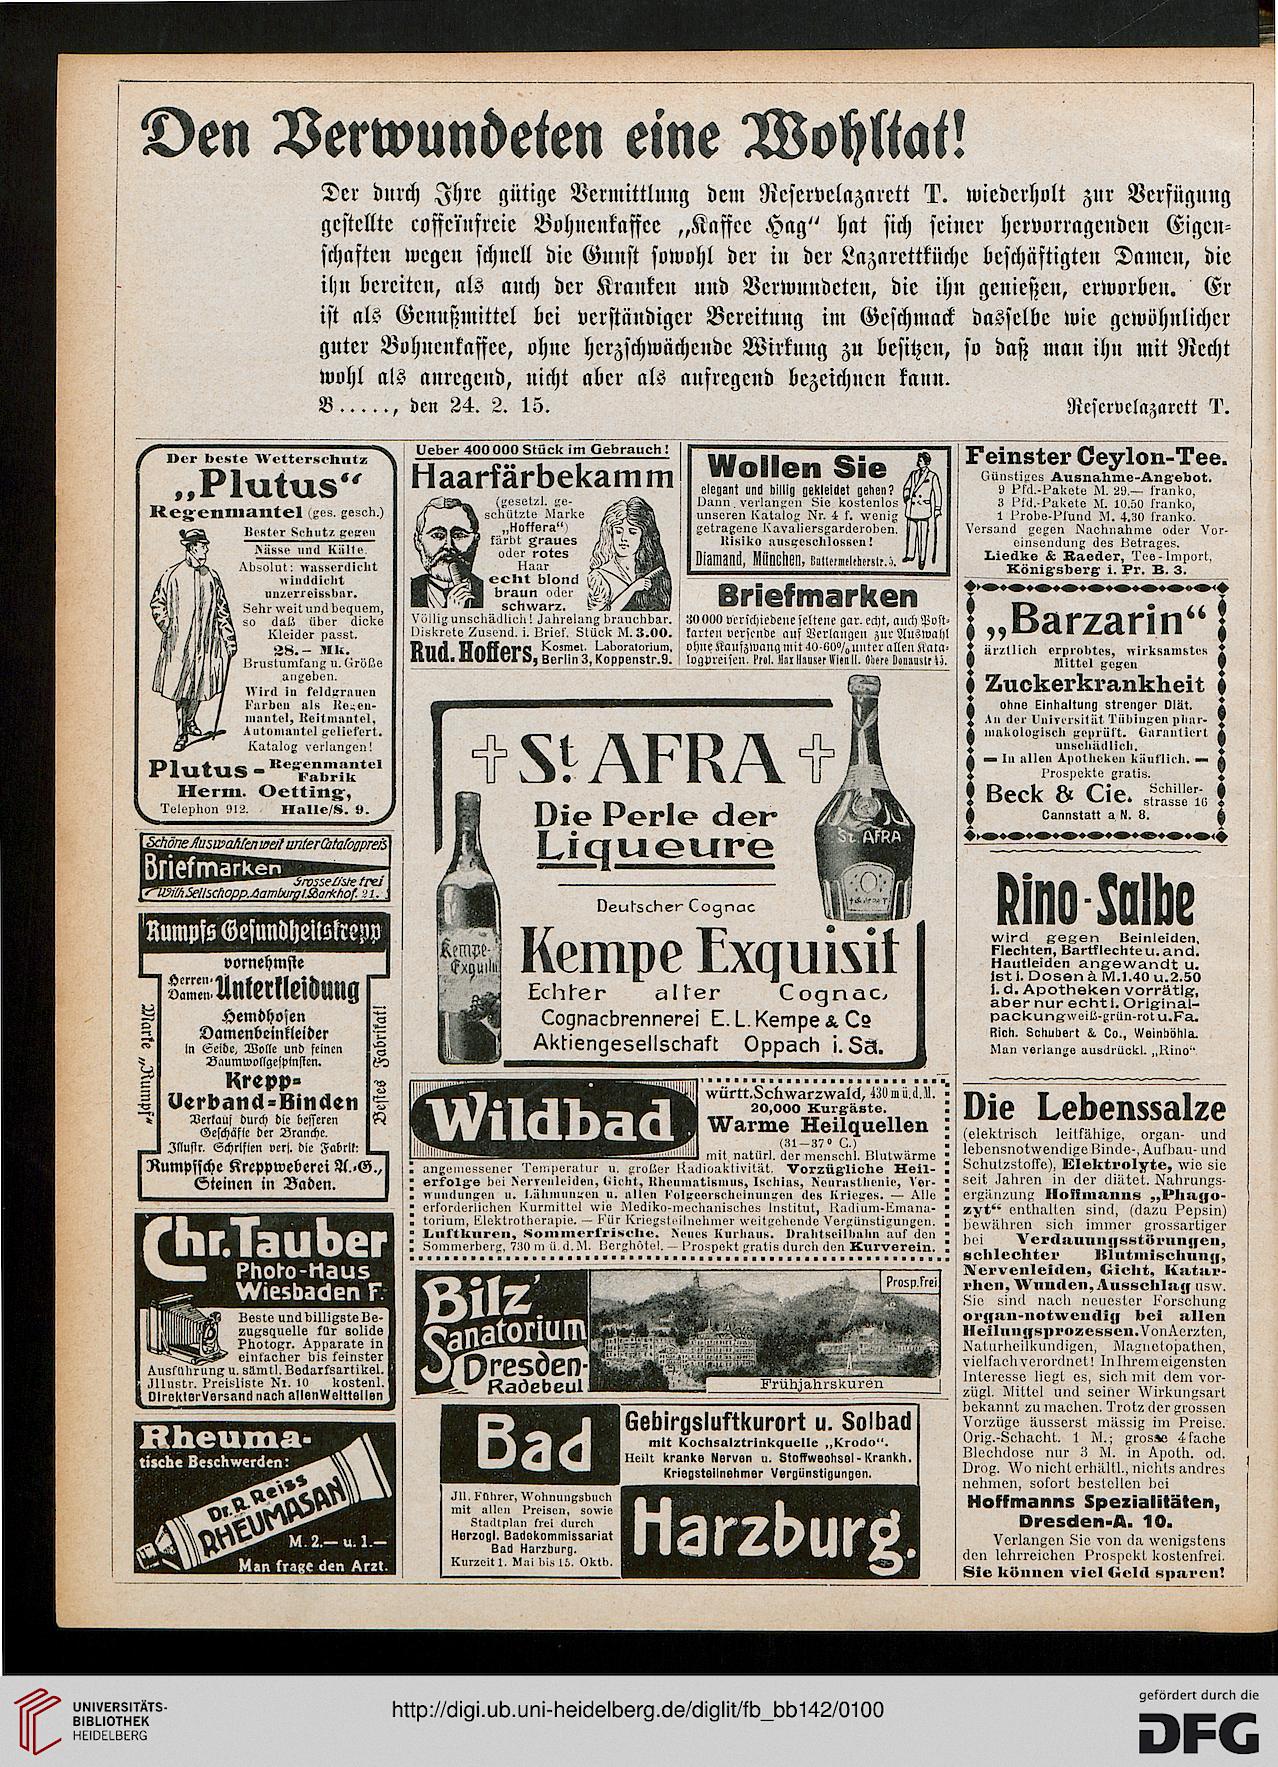 Den Verwundeten eine Wohltat!
Der durch Ihre gütige Vermittlung dem Reservelazarett T. wiederholt zur Verfügung
gestellte coffeïnfreie Bohnenkaffee „Kaffee Hag“ hat sich seiner hervorragenden Eigen-
schaften wegen schnell die Gunst sowohl der in der Lazarettküche beschäftigten Damen, die
ihn bereiten, als auch der Kranken und Verwundeten, die ihn genießen, erworben. Er
ist als Genußmittel bei verständiger Bereitung im Geschmack dasselbe wie gewöhnlicher
guter Bohnenkaffee, ohne herzschwächende Wirkung zu besitzen, so daß man ihn mit Recht
wohl als anregend, nicht aber als aufregend bezeichnen kann.
B....., den 24. 2. 15. Reservelazarett T.
Der beste Wetterschutz
„Plutus“
Regenmantel (ges. gesch.)
Bester Schutz gegen
Nässe und Kälte.
Absolut: wasserdicht
winddicht
unzerreissbar.
Sehr weit und bequem,
so daß über dicke
Kleider passt.
28.- Mk.
Brustumfang u. Größe
angeben.
Wird in feldgrauen
Farben als Regen-
mantel, Reitmantel,
Automantel geliefert.
Katalog verlangen!
Plutus-Regenmantel
Fabrik
Herm. Oetting,
Telephon 912. Halle/S. 9.
Schöne Auswahlen weit unter Catalogpreis
Briefmarken
Grosse Liste frei
With Sellschopp. Hamburg 1. Barkhof. 21.
Rumpfs Gesundheitskrepp
vornehmste
Herren-
Damen-
Unterkleidung
Hemdhosen
Damenbeinkleider
in Seide, Wolle und feinen
Baumwollgespinsten.
Krepp-
Verband-Binden
Verkauf durch die besseren
Geschäfte der Branche.
Illustr. Schriften vers. die Fabrik:
Rumpfsche Kreppweberei A.-G.,
Steinen in Baden.
Marke „Rumpf“
Bestes Fabrikat!
Chr. Tauber
Photo-Haus
Wiesbaden F.
Beste und billigste Be-
zugsquelle für solide
Photogr. Apparate in
einfacher bis feinster
Ausführung u. sämtl. Bedarfsartikel.
Jllustr. Preisliste Nr. 10 kostenl.
Direkter Versand nach allen Weltteilen
Rheuma-
tische Beschwerden:
Dr. R. Reiss
RHEUMASAN
M. 2.— u. 1.—
Man frage den Arzt.
Ueber 400000 Stück im Gebrauch!
Haarfärbekamm
(gesetzl. ge-
schützte Marke
„Hoffera“)
färbt graues
oder rotes
Haar
echt blond
braun oder
schwarz.
Völlig unschädlich! Jahrelang brauchbar.
Diskrete Zusend. i. Brief. Stück M. 3.00.
Rud. Hoffers, Kosmet. Laboratorium,
Berlin 3, Koppenstr. 9.
Wollen Sie
elegant und billig gekleidet gehen?
Dann verlangen Sie kostenlos
unseren Katalog Nr. 4 f. wenig
getragene Kavaliersgarderoben.
Risiko ausgeschlossen!
Diamand, München, Buttermelcherstr. 5.
Briefmarken
30000 verschiedene seltene gar. echt, auch Post-
karten versende auf Verlangen zur Auswahl
ohne Kaufzwang mit 40-60% unter allen Kata-
logpreisen. Prof. Max Hauser Wien II. Obere Donaustr 45.
St. AFRA
Die Perle der
Liqueure
Deutscher Cognac
Kempe Exquisit
Echter alter Cognac,
Cognacbrennerei E. L. Kempe & Co
Aktiengesellschaft Oppach i. Sa.
St. AFRA
Kempe-
Exquisit
Wildbad
württ. Schwarzwald, 430 m ü. d. M.
20,000 Kurgäste.
Warme Heilquellen
(31—37° C.)
mit natürl. der menschl. Blutwärme
angemessener Temperatur u. großer Radioaktivität. Vorzügliche Heil-
erfolge bei Nervenleiden, Gicht, Rheumatismus, Ischias, Neurasthenie, Ver-
wundungen u. Lähmungen u. allen Folgeerscheinungen des Krieges. — Alle
erforderlichen Kurmittel wie Mediko-mechanisches Institut, Radium-Emana-
torium, Elektrotherapie. — Für Kriegsteilnehmer weitgehende Vergünstigungen.
Luftkuren, Sommerfrische. Neues Kurhaus. Drahtseilbahn auf den
Sommerberg, 730 m ü. d. M. Berghôtel. — Prospekt gratis durch den Kurverein.
Bilz'
Sanatorium
Dresden-
Radebeul
Prosp. frei
Frühjahrskuren
Bad
Gebirgsluftkurort u. Solbad
mit Kochsalztrinkquelle „Krodo“.
Heilt kranke Nerven u. Stoffwechsel-Krankh.
Kriegsteilnehmer Vergünstigungen.
Jll. Führer, Wohnungsbuch
mit allen Preisen, sowie
Stadtplan frei durch
Herzogl. Badekommissariat
Bad Harzburg.
Kurzeit 1. Mai bis 15. Oktb.
Harzburg.
Feinster Ceylon-Tee.
Günstiges Ausnahme-Angebot.
9 Pfd.-Pakete M. 29.— franko,
3 Pfd.-Pakete M. 10.50 franko,
1 Probe-Pfund M. 4,30 franko.
Versand gegen Nachnahme oder Vor-
einsendung des Betrages.
Liedke & Raeder, Tee-Import,
Königsberg i. Pr. B. 3.
„Barzarin“
ärztlich erprobtes, wirksamstes
Mittel gegen
Zuckerkrankheit
ohne Einhaltung strenger Diät.
An der Universität Tübingen phar-
makologisch geprüft. Garantiert
unschädlich.
— In allen Apotheken käuflich. —
Prospekte gratis.
Beck & Cie. Schiller-
strasse 16
Cannstatt a. N. 8.
Rino-Salbe
wird gegen Beinleiden,
Flechten, Bartflechte u. and.
Hautleiden angewandt u.
ist i. Dosen à M. 1.40 u. 2.50
i. d. Apotheken vorrätig,
aber nur echt i. Original-
packung weiß-grün-rot u. Fa.
Rich. Schubert & Co., Weinböhla.
Man verlange ausdrückl. „Rino“
Die Lebenssalze
(elektrisch leitfähige, organ- und
lebensnotwendige Binde-, Aufbau- und
Schutzstoffe), Elektrolyte, wie sie
seit Jahren in der diätet. Nahrungs-
ergänzung Hoffmanns „Phago-
zyt“ enthalten sind, (dazu Pepsin)
bewähren sich immer grossartiger
bei Verdauungsstörungen,
schlechter Blutmischung,
Nervenleiden, Gicht, Katar-
rhen, Wunden, Ausschlag usw.
Sie sind nach neuester Forschung
organ-notwendig bei allen
Heilungsprozessen. Von Aerzten,
Naturheilkundigen, Magnetopathen,
vielfach verordnet! In Ihrem eigensten
Interesse liegt es, sich mit dem vor-
zügl. Mittel und seiner Wirkungsart
bekannt zu machen. Trotz der grossen
Vorzüge äusserst mässig im Preise.
Orig.-Schacht. 1 M.; grosse 4fache
Blechdose nur 3 M. in Apoth. od.
Drog. Wo nicht erhältl., nichts andres
nehmen, sofort bestellen bei
Hoffmanns Spezialitäten,
Dresden-A. 10.
Verlangen Sie von da wenigstens
den lehrreichen Prospekt kostenfrei.
Sie können viel Geld sparen!
UNIVERSITÄTS-
BIBLIOTHEK
HEIDELBERG
http://digi.ub.uni-heidelberg.de/diglit/fb_bb142/0100
gefördert durch die
DFG